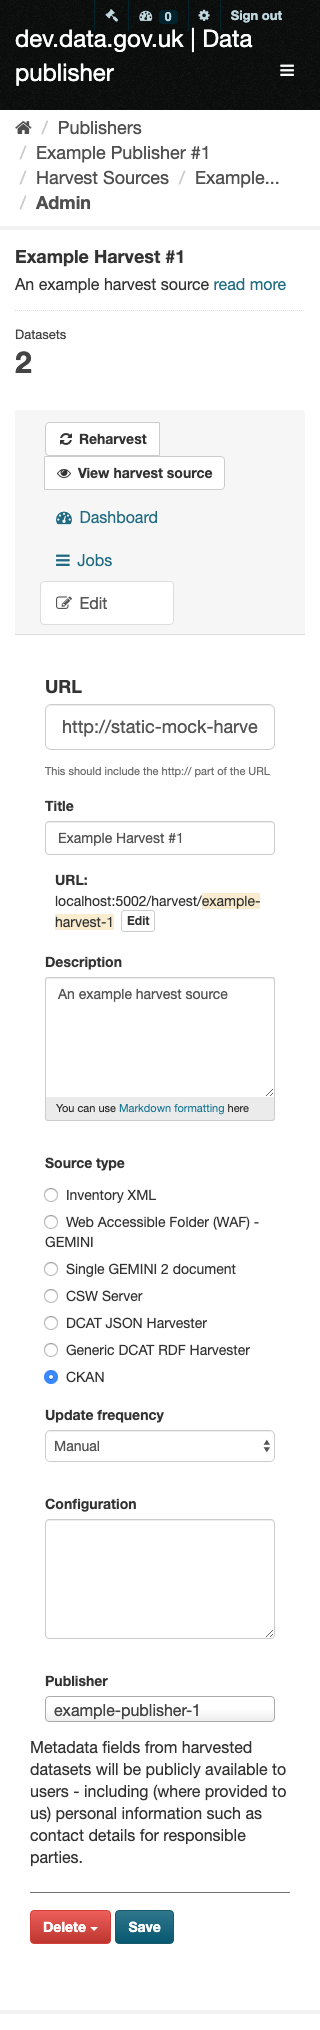 0 Sign out
dev.data.gov.uk | Data
publisher
/ Publishers
/ Example Publisher #1
/ Harvest Sources / Example...
/ Admin
Example Harvest #1
An example harvest source read more
Datasets
2
Reharvest
View harvest source
Dashboard
Jobs
Edit
URL
http://static-mock-harve
This should include the http:// part of the URL
Title
Example Harvest #1
URL:
localhost:5002/harvest/example-
harvest-1 Edit
Description
An example harvest source
You can use Markdown formatting here
Source type
Inventory XML
Web Accessible Folder (WAF) -
GEMINI
Single GEMINI 2 document
CSW Server
DCAT JSON Harvester
Generic DCAT RDF Harvester
CKAN
Update frequency
Manual
Configuration
Publisher
example-publisher-1
Metadata fields from harvested
datasets will be publicly available to
users - including (where provided to
us) personal information such as
contact details for responsible
parties.
Delete Save